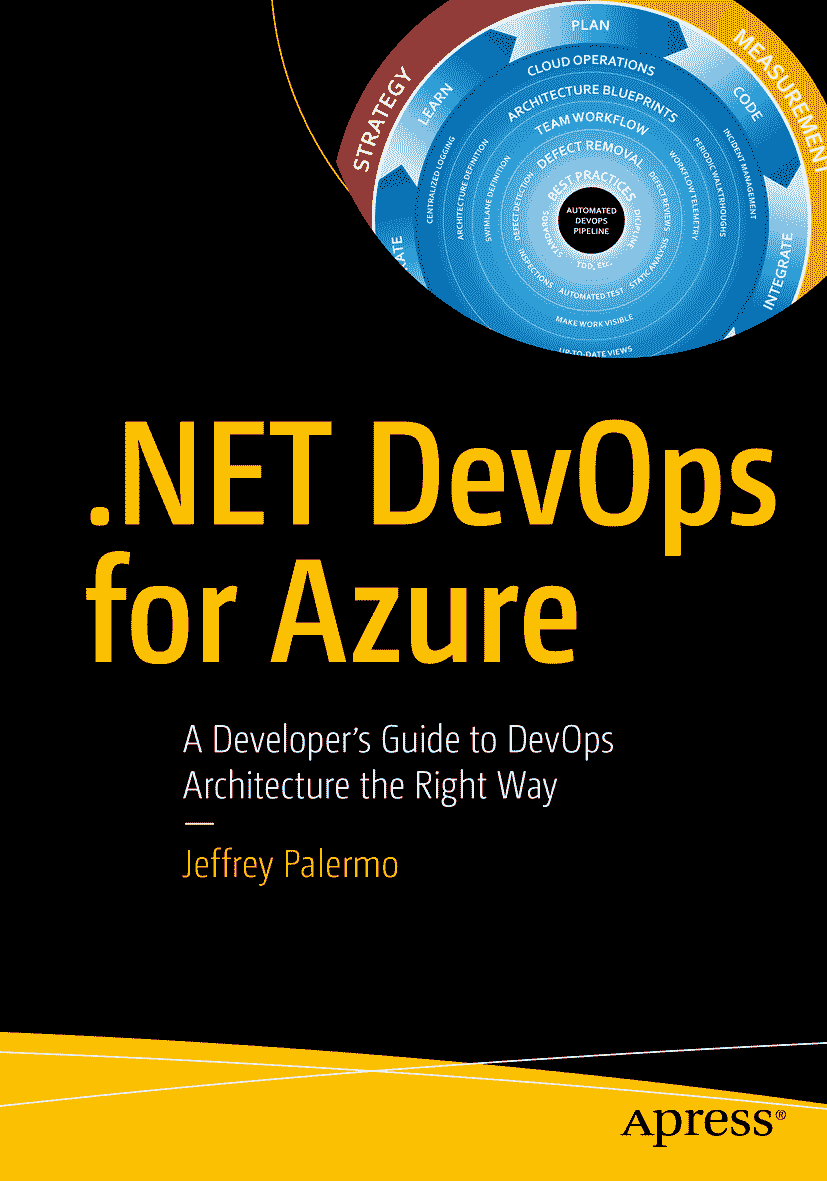 STRATEGY
MEASUREMENT
LEARN
PLAN
CODE
INTEGRATE
CLOUD OPERATIONS
CENTRALIZED LOGGING
INCIDENT MANAGEMENT
ARCHITECTURE BLUEPRINTS
ARCHITECTURE DEFINITION
PERIODIC WALKTHROUGHS
UP-TO-DATE VIEWS
TEAM WORKFLOW
SWIMLANE DEFINITION
WORKFLOW TELEMETRY
MAKE WORK VISIBLE
DEFECT REMOVAL
DEFECT DETECTION
DEFECT REVIEWS
INSPECTIONS
AUTOMATED TEST
STATIC ANALYSIS
BEST PRACTICES
STANDARDS
DICIPLINE
TDD, Etc.
AUTOMATED
DEVOPS
PIPELINE
.NET DevOps
for Azure
A Developer's Guide to DevOps
Architecture the Right Way
Jeffrey Palermo
Apress®